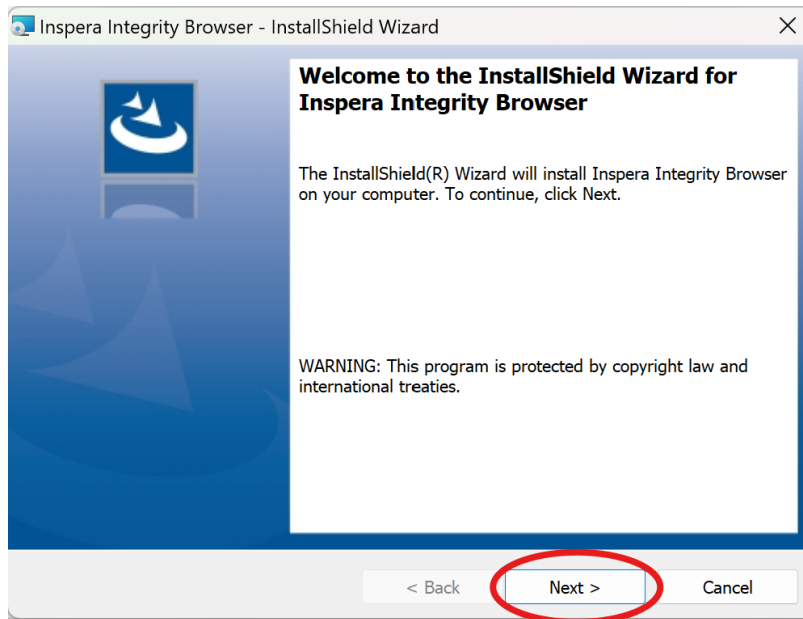 Inspera Integrity Browser - InstallShield Wizard
Welcome to the InstallShield Wizard for
Inspera Integrity Browser
The InstallShield(R) Wizard will install Inspera Integrity Browser
on your computer. To continue, click Next.
WARNING: This program is protected by copyright law and
international treaties.
< Back Next > Cancel